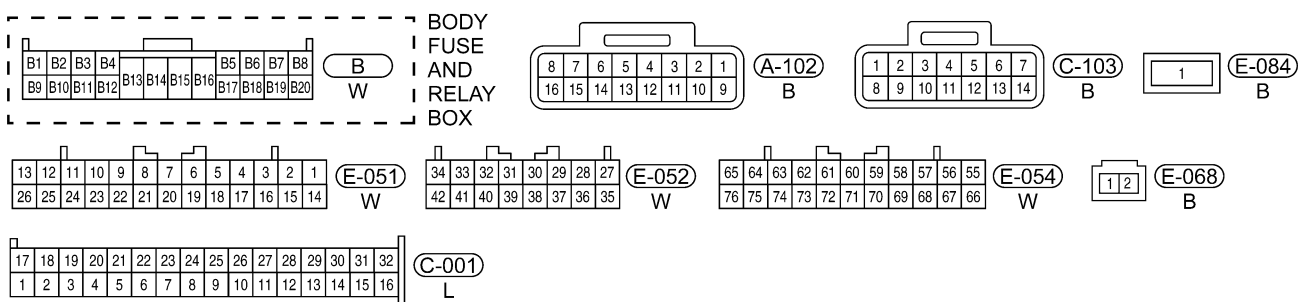 BODY
FUSE
AND
RELAY
BOX
B1 B2 B3 B4 B13 B14 B15 B16 B5 B6 B7 B8
B9 B10 B11 B12 B17 B18 B19 B20
B
W
8 7 6 5 4 3 2 1
16 15 14 13 12 11 10 9
A-102
B
1 2 3 4 5 6 7
8 9 10 11 12 13 14
C-103
B
1
E-084
B
13 12 11 10 9 8 7 6 5 4 3 2 1
26 25 24 23 22 21 20 19 18 17 16 15 14
E-051
W
34 33 32 31 30 29 28 27
42 41 40 39 38 37 36 35
E-052
W
65 64 63 62 61 60 59 58 57 56 55
76 75 74 73 72 71 70 69 68 67 66
E-054
W
1 2
E-068
B
17 18 19 20 21 22 23 24 25 26 27 28 29 30 31 32
1 2 3 4 5 6 7 8 9 10 11 12 13 14 15 16
C-001
L